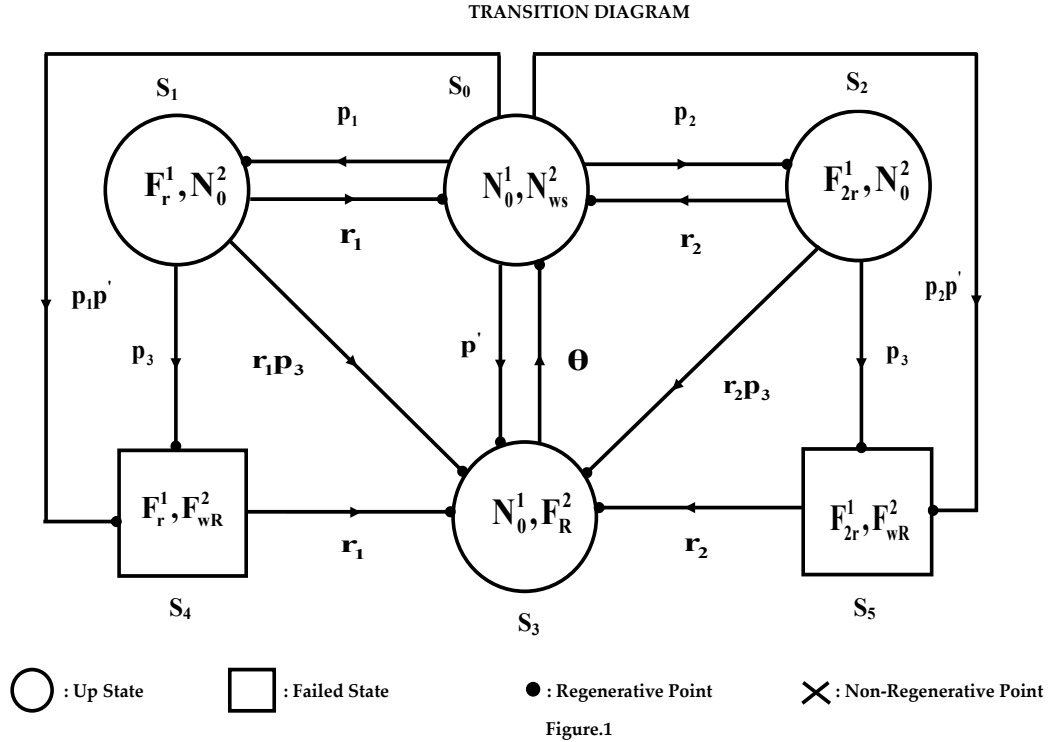 TRANSITION DIAGRAM
S₁
S₀
S₂
p₁
p₂
F¹ᵣ, N²₀
N¹₀, N²ws
F¹₂ᵣ, N²₀
r₁
r₂
p₁p'
p₂p'
p₃
r₁p₃
p'
Θ
r₂p₃
p₃
F¹ᵣ, F²wR
N¹₀, F²R
F¹₂ᵣ, F²wR
r₁
r₂
S₄
S₃
S₅
: Up State
: Failed State
: Regenerative Point
: Non-Regenerative Point
Figure.1